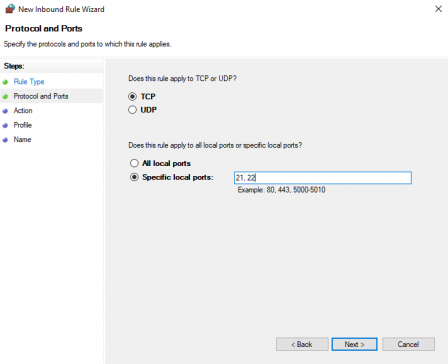 New Inbound Rule Wizard
Protocol and Ports
Specify the protocols and ports to which this rule applies.
Steps:
Rule Type
Protocol and Ports
Action
Profile
Name
Does this rule apply to TCP or UDP?
TCP
UDP
Does this rule apply to all local ports or specific local ports?
All local ports
Specific local ports:
21, 22
Example: 80, 443, 5000-5010
< Back
Next >
Cancel